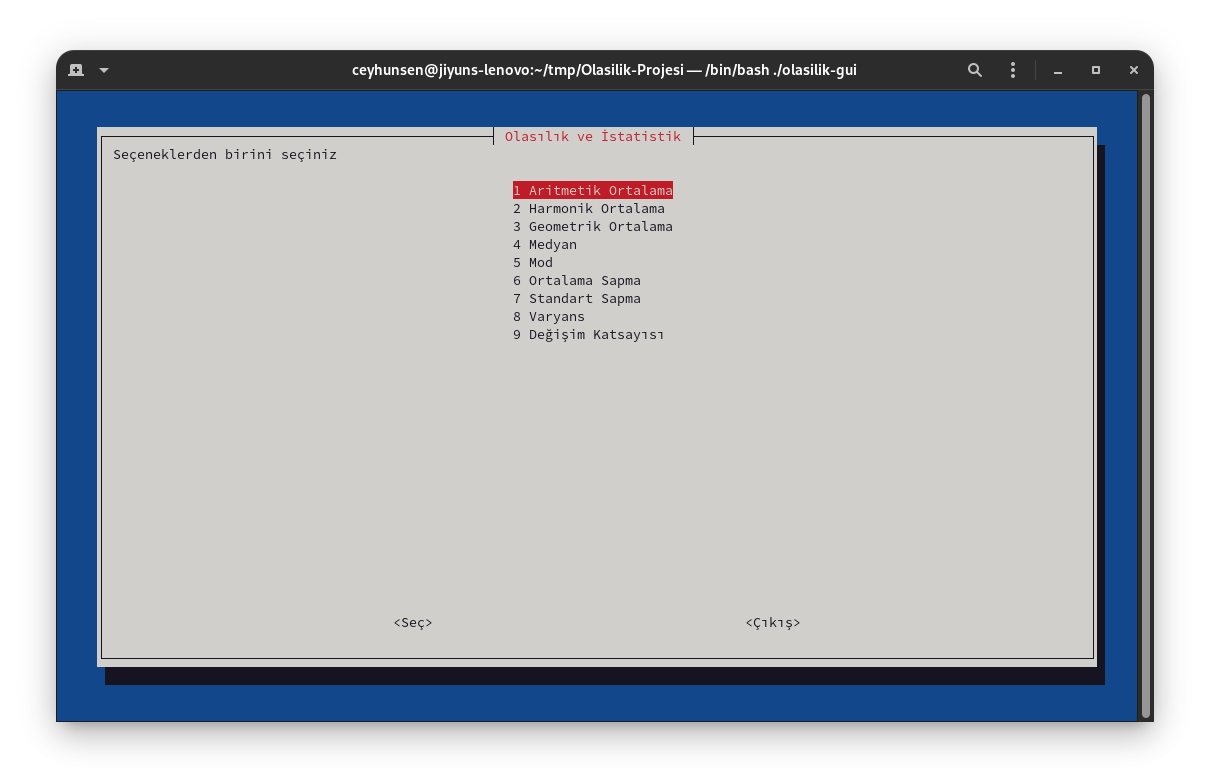 ceyhunsen@jiyuns-lenovo:~/tmp/Olasilik-Projesi — /bin/bash ./olasilik-gui
Olasılık ve İstatistik
Seçeneklerden birini seçiniz
1 Aritmetik Ortalama
2 Harmonik Ortalama
3 Geometrik Ortalama
4 Medyan
5 Mod
6 Ortalama Sapma
7 Standart Sapma
8 Varyans
9 Değişim Katsayısı
<Seç> <Çıkış>